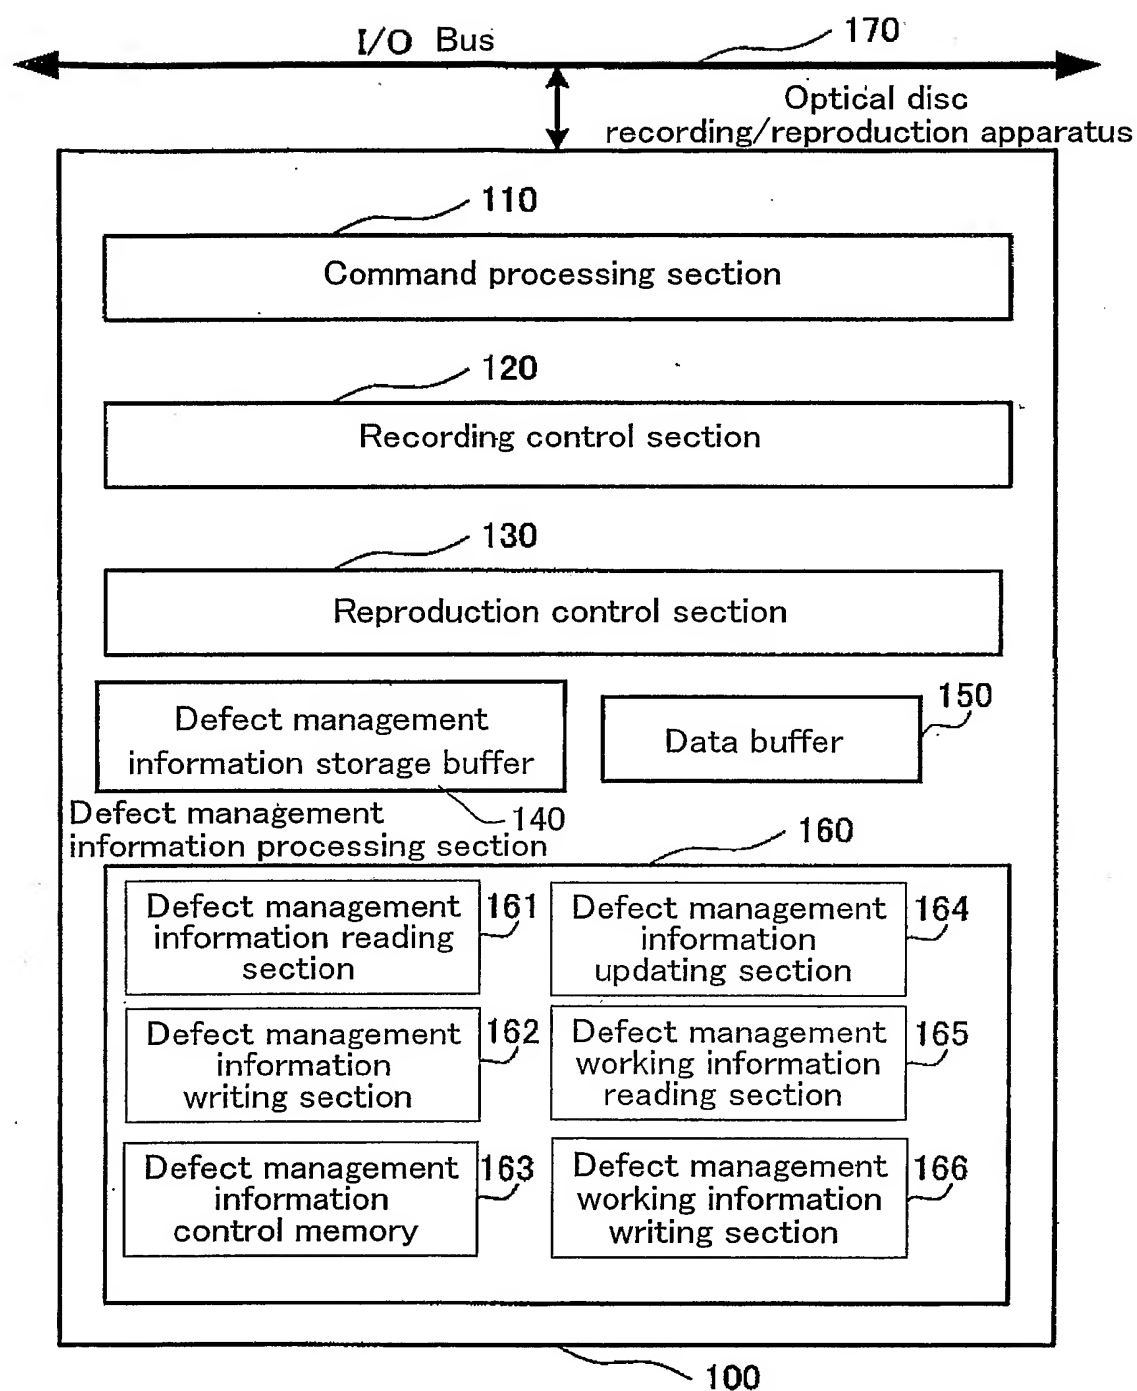 I/O Bus
170
Optical disc
recording/reproduction apparatus
110
Command processing section
120
Recording control section
130
Reproduction control section
Defect management
information storage buffer
140
Data buffer
150
Defect management
information processing section
160
Defect management
information reading
section
161
Defect management
information
updating section
164
Defect management
information
writing section
162
Defect management
working information
reading section
165
Defect management
information
control memory
163
Defect management
working information
writing section
166
100